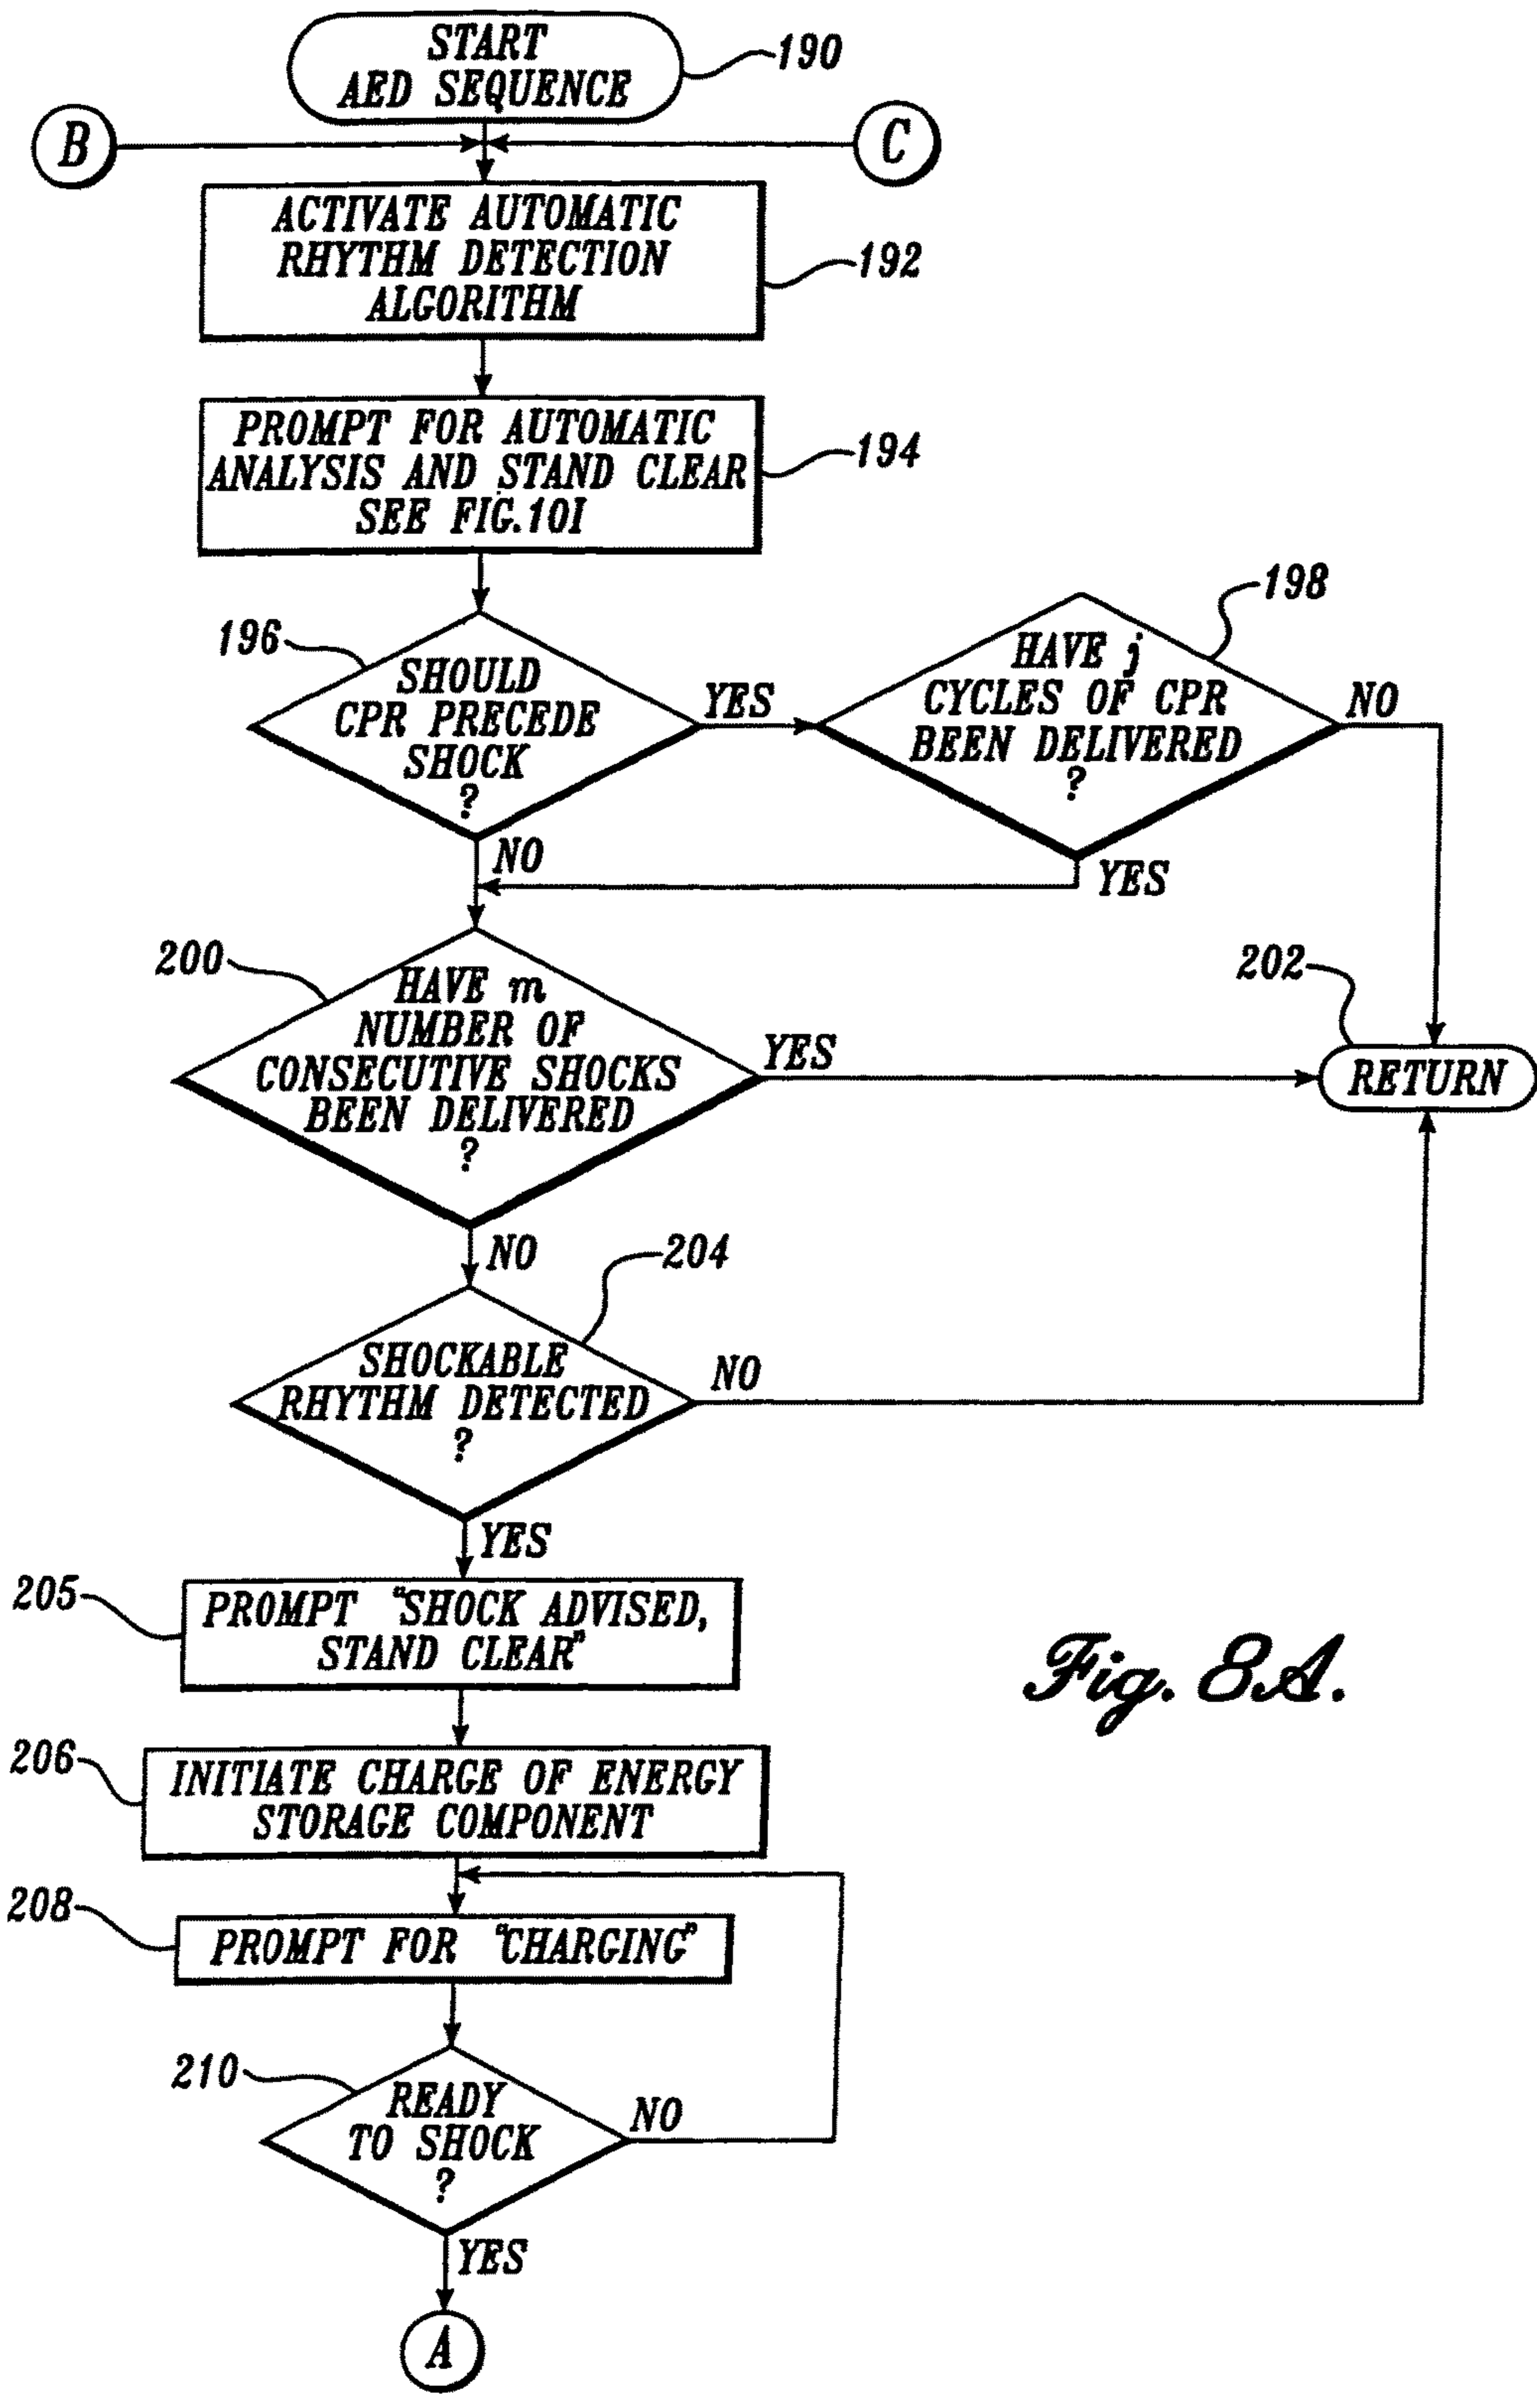 START
AED SEQUENCE
190
B
C
ACTIVATE AUTOMATIC
RHYTHM DETECTION
ALGORITHM
192
PROMPT FOR AUTOMATIC
ANALYSIS AND STAND CLEAR
SEE FIG.10I
194
196
SHOULD
CPR PRECEDE
SHOCK
?
YES
NO
198
HAVE j
CYCLES OF CPR
BEEN DELIVERED
?
NO
YES
200
HAVE m
NUMBER OF
CONSECUTIVE SHOCKS
BEEN DELIVERED
?
YES
202
RETURN
NO
204
SHOCKABLE
RHYTHM DETECTED
?
NO
YES
205
PROMPT "SHOCK ADVISED,
STAND CLEAR"
Fig. 8A.
206
INITIATE CHARGE OF ENERGY
STORAGE COMPONENT
208
PROMPT FOR "CHARGING"
210
READY
TO SHOCK
?
NO
YES
A